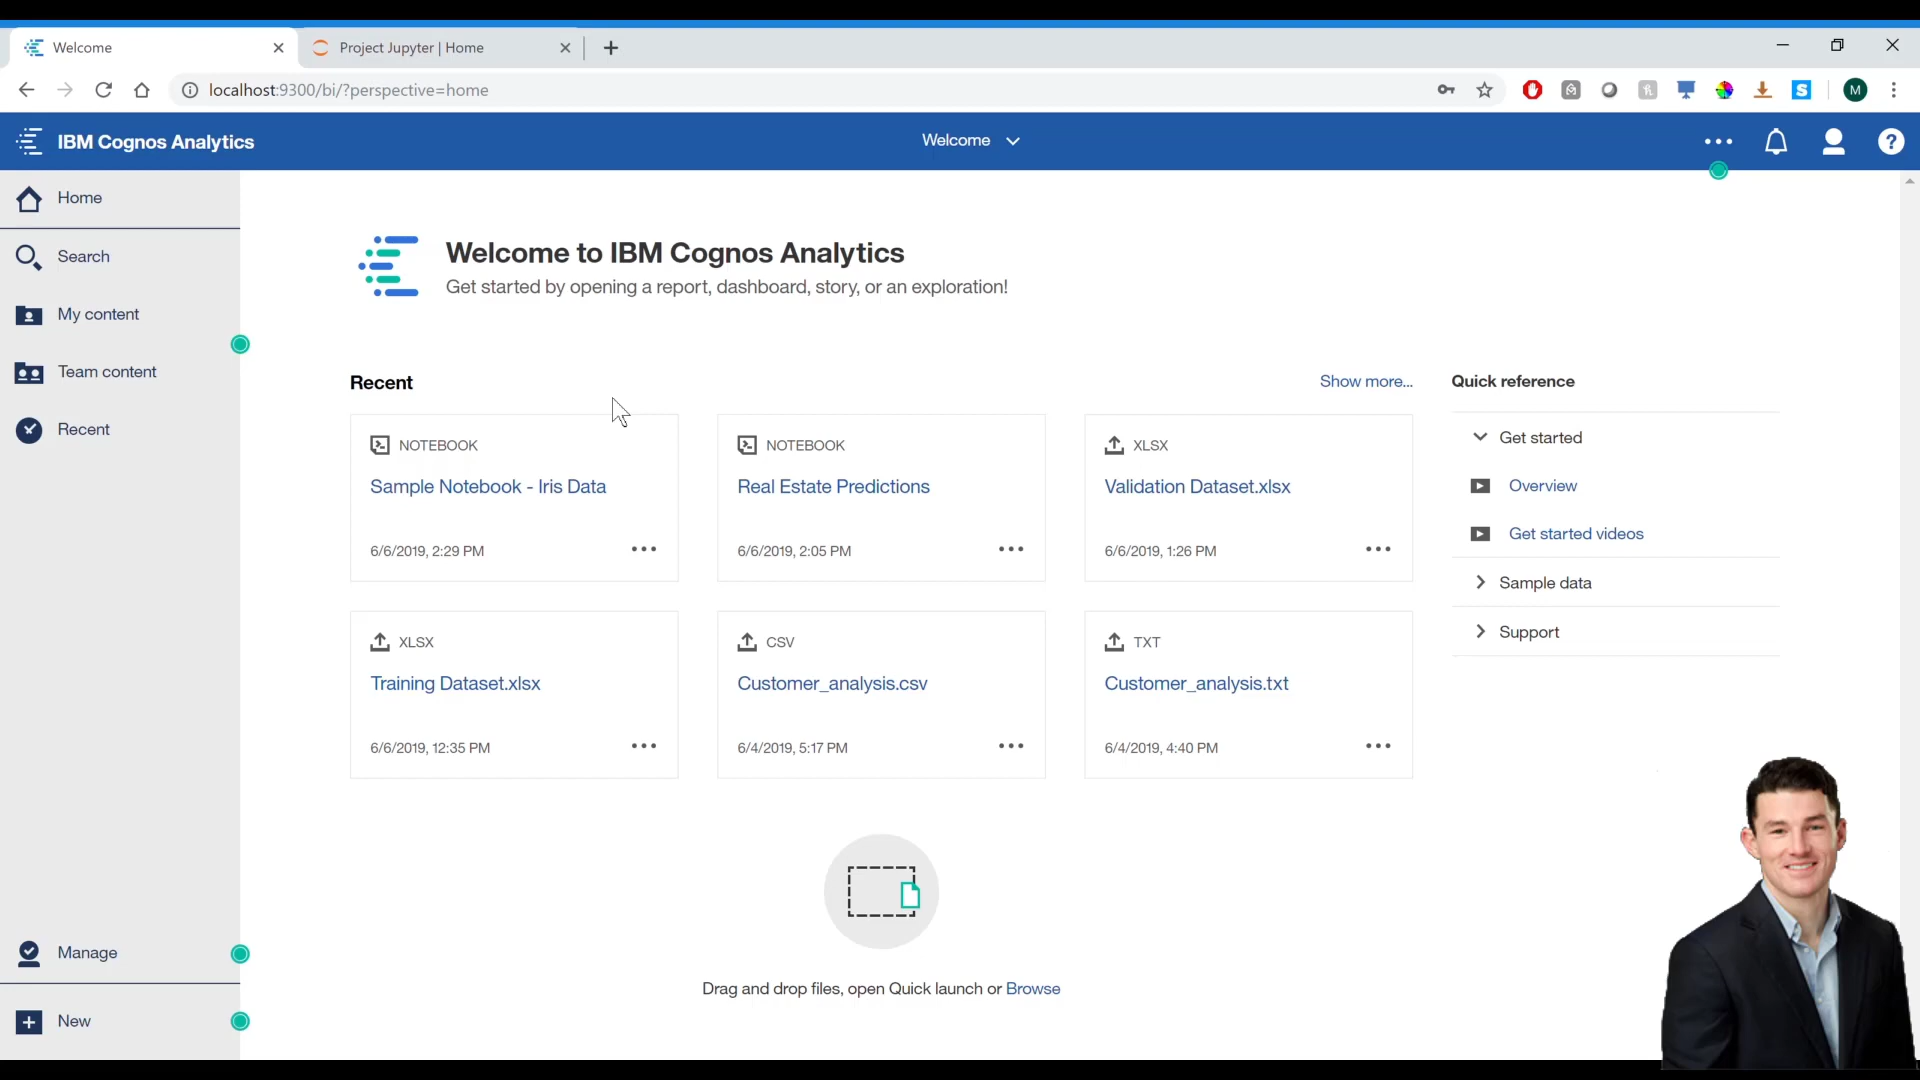 Welcome
Project Jupyter | Home
localhost:9300/bi/?perspective=home
M
IBM Cognos Analytics
Welcome
Home
Search
My content
Team content
Recent
Manage
New
Welcome to IBM Cognos Analytics
Get started by opening a report, dashboard, story, or an exploration!
Recent
Show more...
NOTEBOOK
Sample Notebook - Iris Data
6/6/2019, 2:29 PM
NOTEBOOK
Real Estate Predictions
6/6/2019, 2:05 PM
XLSX
Validation Dataset.xlsx
6/6/2019, 1:26 PM
XLSX
Training Dataset.xlsx
6/6/2019, 12:35 PM
CSV
Customer_analysis.csv
6/4/2019, 5:17 PM
TXT
Customer_analysis.txt
6/4/2019, 4:40 PM
Drag and drop files, open Quick launch or Browse
Quick reference
Get started
Overview
Get started videos
Sample data
Support